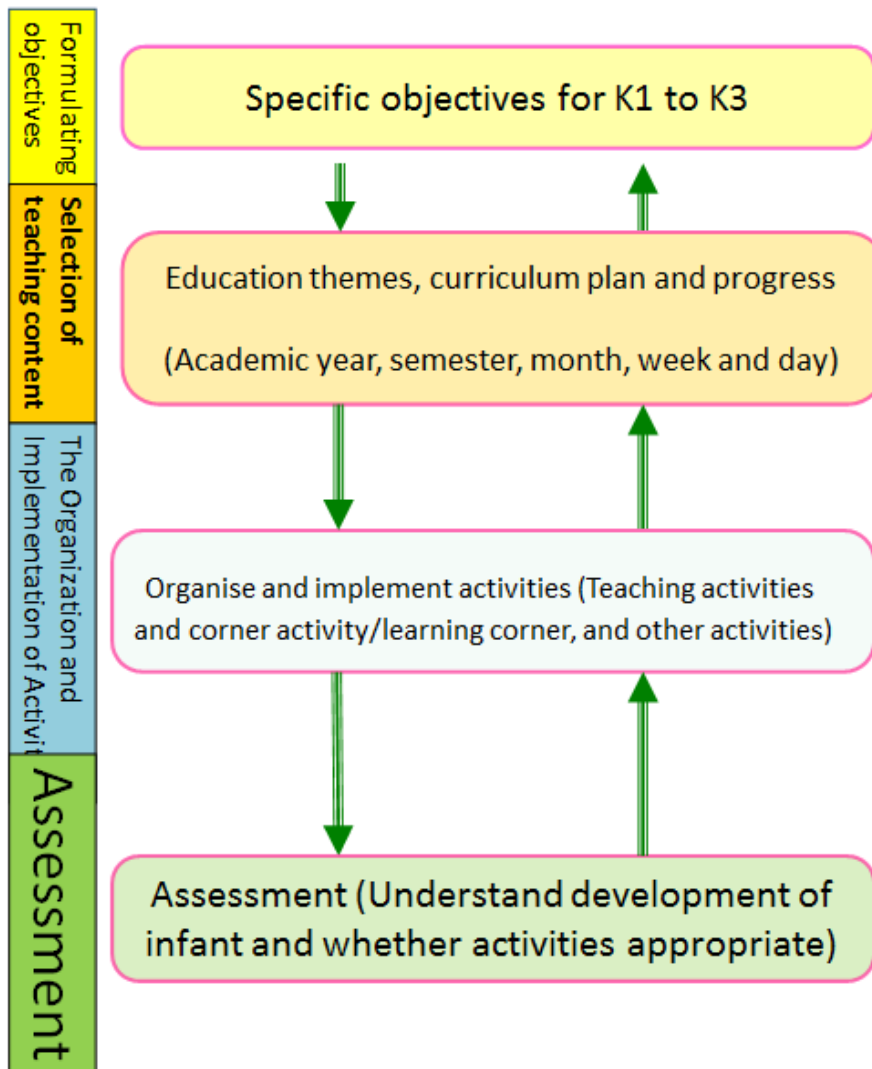 Formulating
objectives
Specific objectives for K1 to K3
Selection of
teaching content
Education themes, curriculum plan and progress
(Academic year, semester, month, week and day)
The Organization and
Implementation of Activit
Organise and implement activities (Teaching activities
and corner activity/learning corner, and other activities)
Assessment
Assessment (Understand development of
infant and whether activities appropriate)